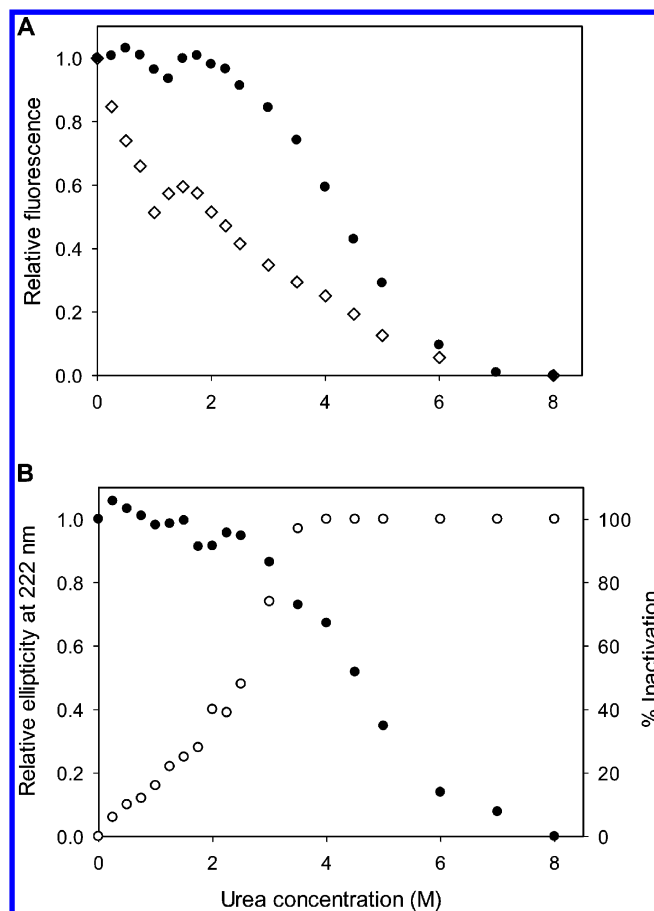 A
Relative fluorescence
1.0
0.8
0.6
0.4
0.2
0.0
0 2 4 6 8
B
Relative ellipticity at 222 nm
1.0
0.8
0.6
0.4
0.2
0.0
100
80
60
40
20
0
% Inactivation
0 2 4 6 8
Urea concentration (M)